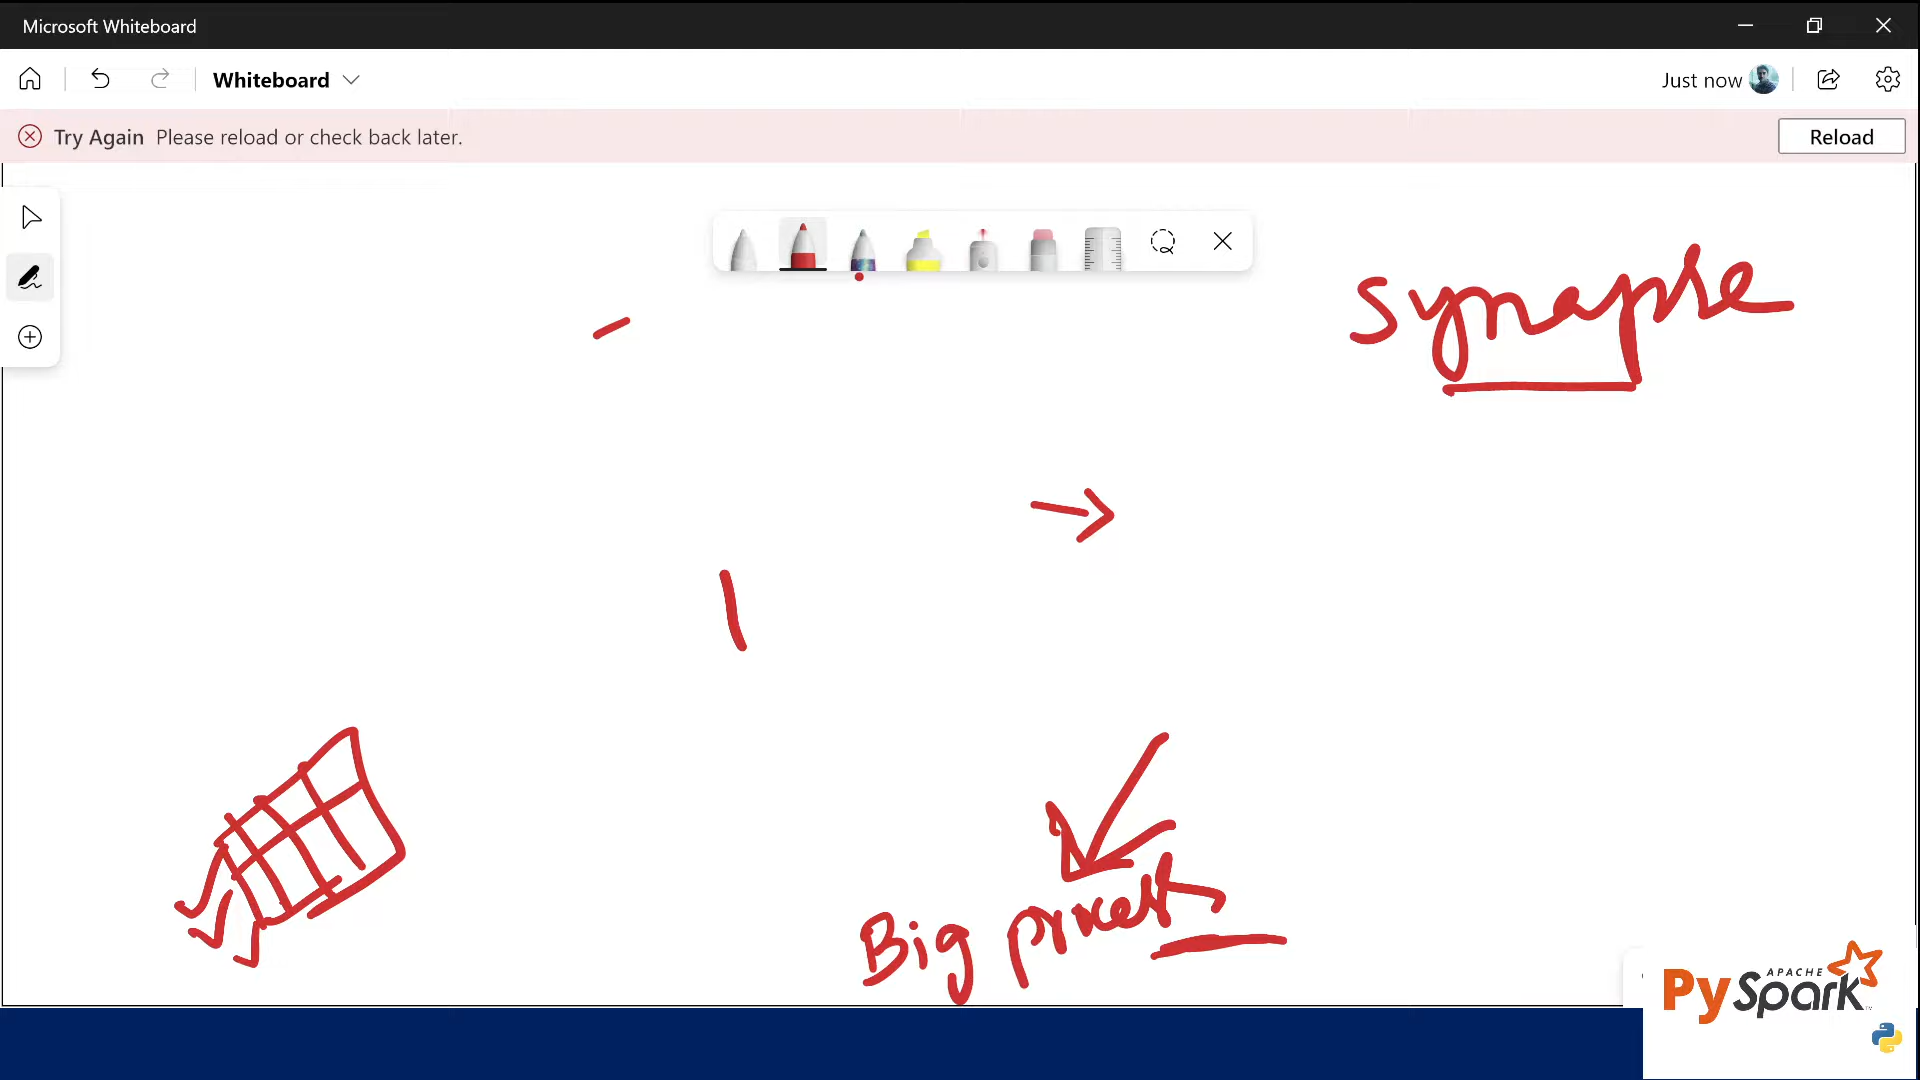 Microsoft Whiteboard
Whiteboard
Just now
Try Again Please reload or check back later.
Reload
synapse
Big
APACHE
PySpark